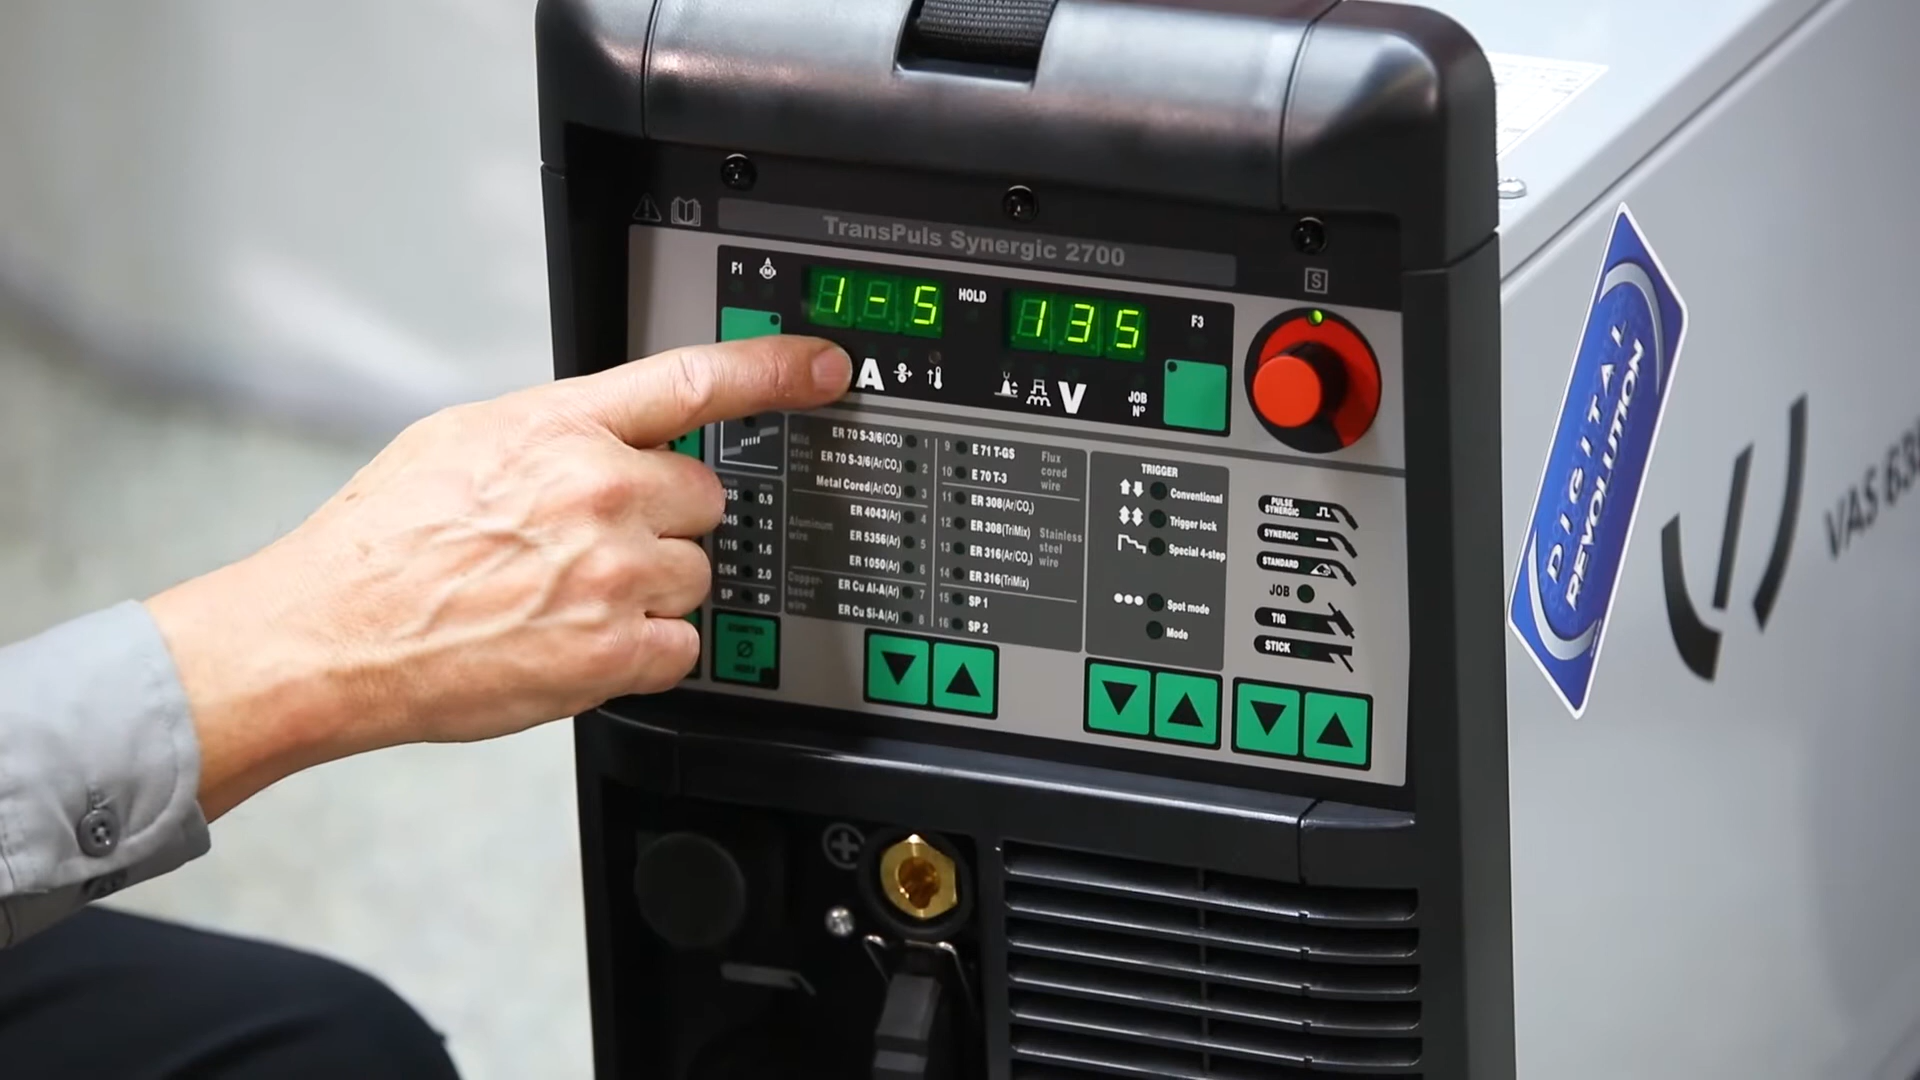 TransPuls Synergic 2700
S
F1
1-5
HOLD
135
F3
A
V
JOB
N°
ER 70 S-3/6(CO2) 1
ER 70 S-3/6(Ar/CO2) 2
Metal Cored(Ar/CO2) 3
ER 4043(Ar) 4
ER 5356(Ar) 5
ER 1050(Ar) 6
ER Cu Al-A(Ar) 7
ER Cu Si-A(Ar) 8
Mild
steel
wire
Aluminum
wire
Copper-
based
wire
9 E 71 T-GS
10 E 70 T-3
11 ER 308(Ar/CO2)
12 ER 308(TriMix)
13 ER 316(Ar/CO2)
14 ER 316(TriMix)
15 SP 1
16 SP 2
Flux
cored
wire
Stainless
steel
wire
035 0.9
045 1.2
1/16 1.6
5/64 2.0
SP SP
TRIGGER
Conventional
Trigger lock
Special 4-step
Spot mode
Mode
PULSE
SYNERGIC
SYNERGIC
STANDARD
JOB
TIG
STICK
DIGITAL
REVOLUTION
VAS